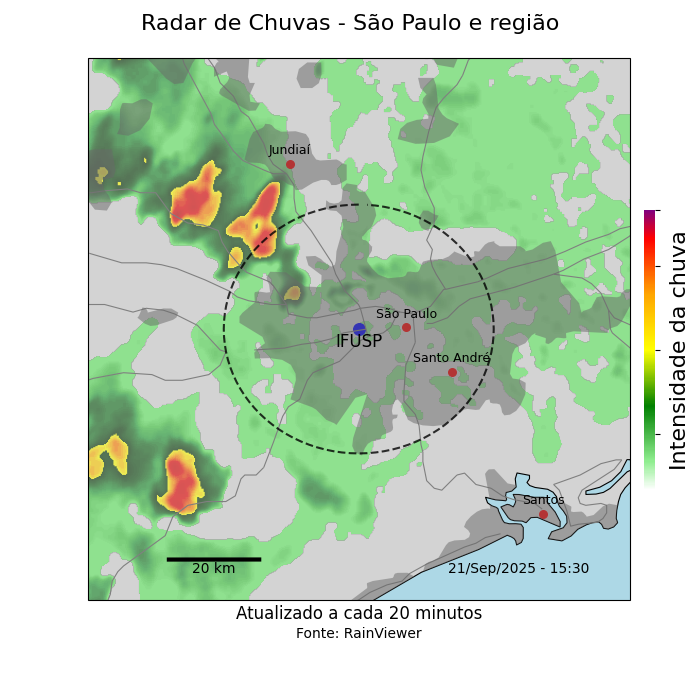 Radar de Chuvas - São Paulo e região
Jundiaí
São Paulo
IFUSP
Santo André
Santos
20 km
21/Sep/2025 - 15:30
Intensidade da chuva
Atualizado a cada 20 minutos
Fonte: RainViewer